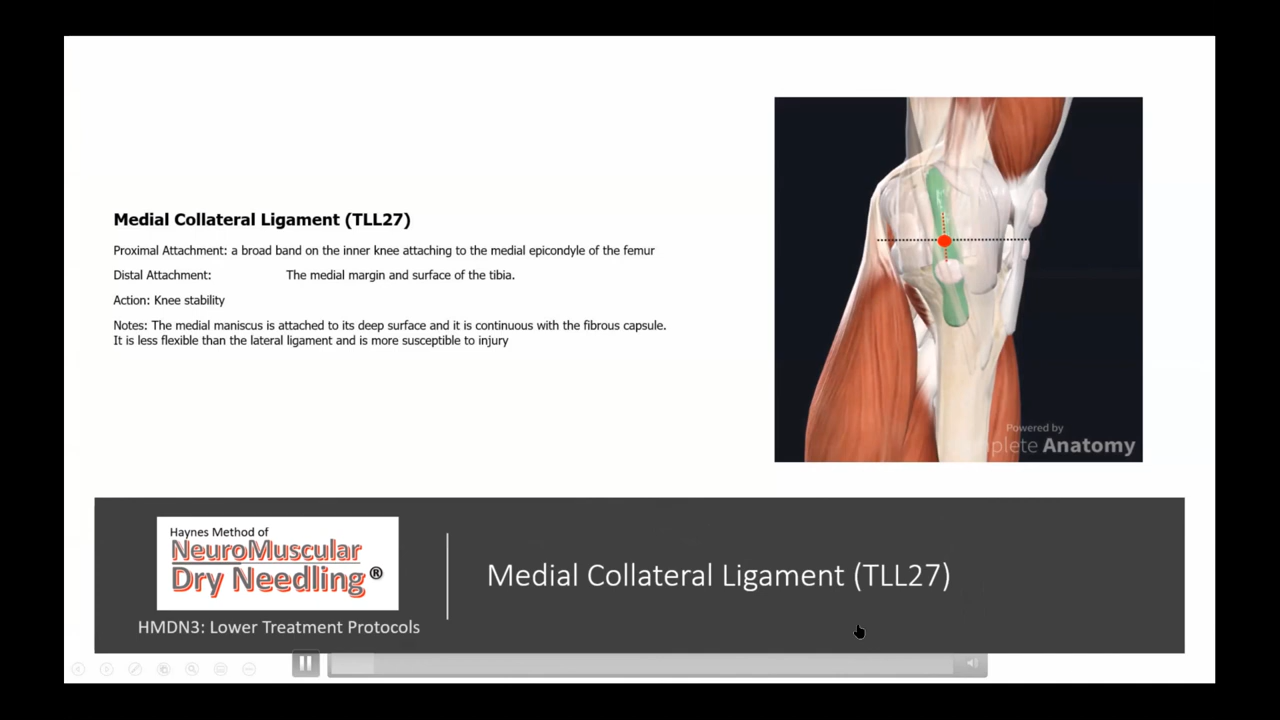 Medial Collateral Ligament (TLL27)
Proximal Attachment: a broad band on the inner knee attaching to the medial epicondyle of the femur
Distal Attachment: The medial margin and surface of the tibia.
Action: Knee stability
Notes: The medial maniscus is attached to its deep surface and it is continuous with the fibrous capsule.
It is less flexible than the lateral ligament and is more susceptible to injury
Powered by
plete Anatomy
Haynes Method of
NeuroMuscular
Dry Needling®
HMDN3: Lower Treatment Protocols
Medial Collateral Ligament (TLL27)